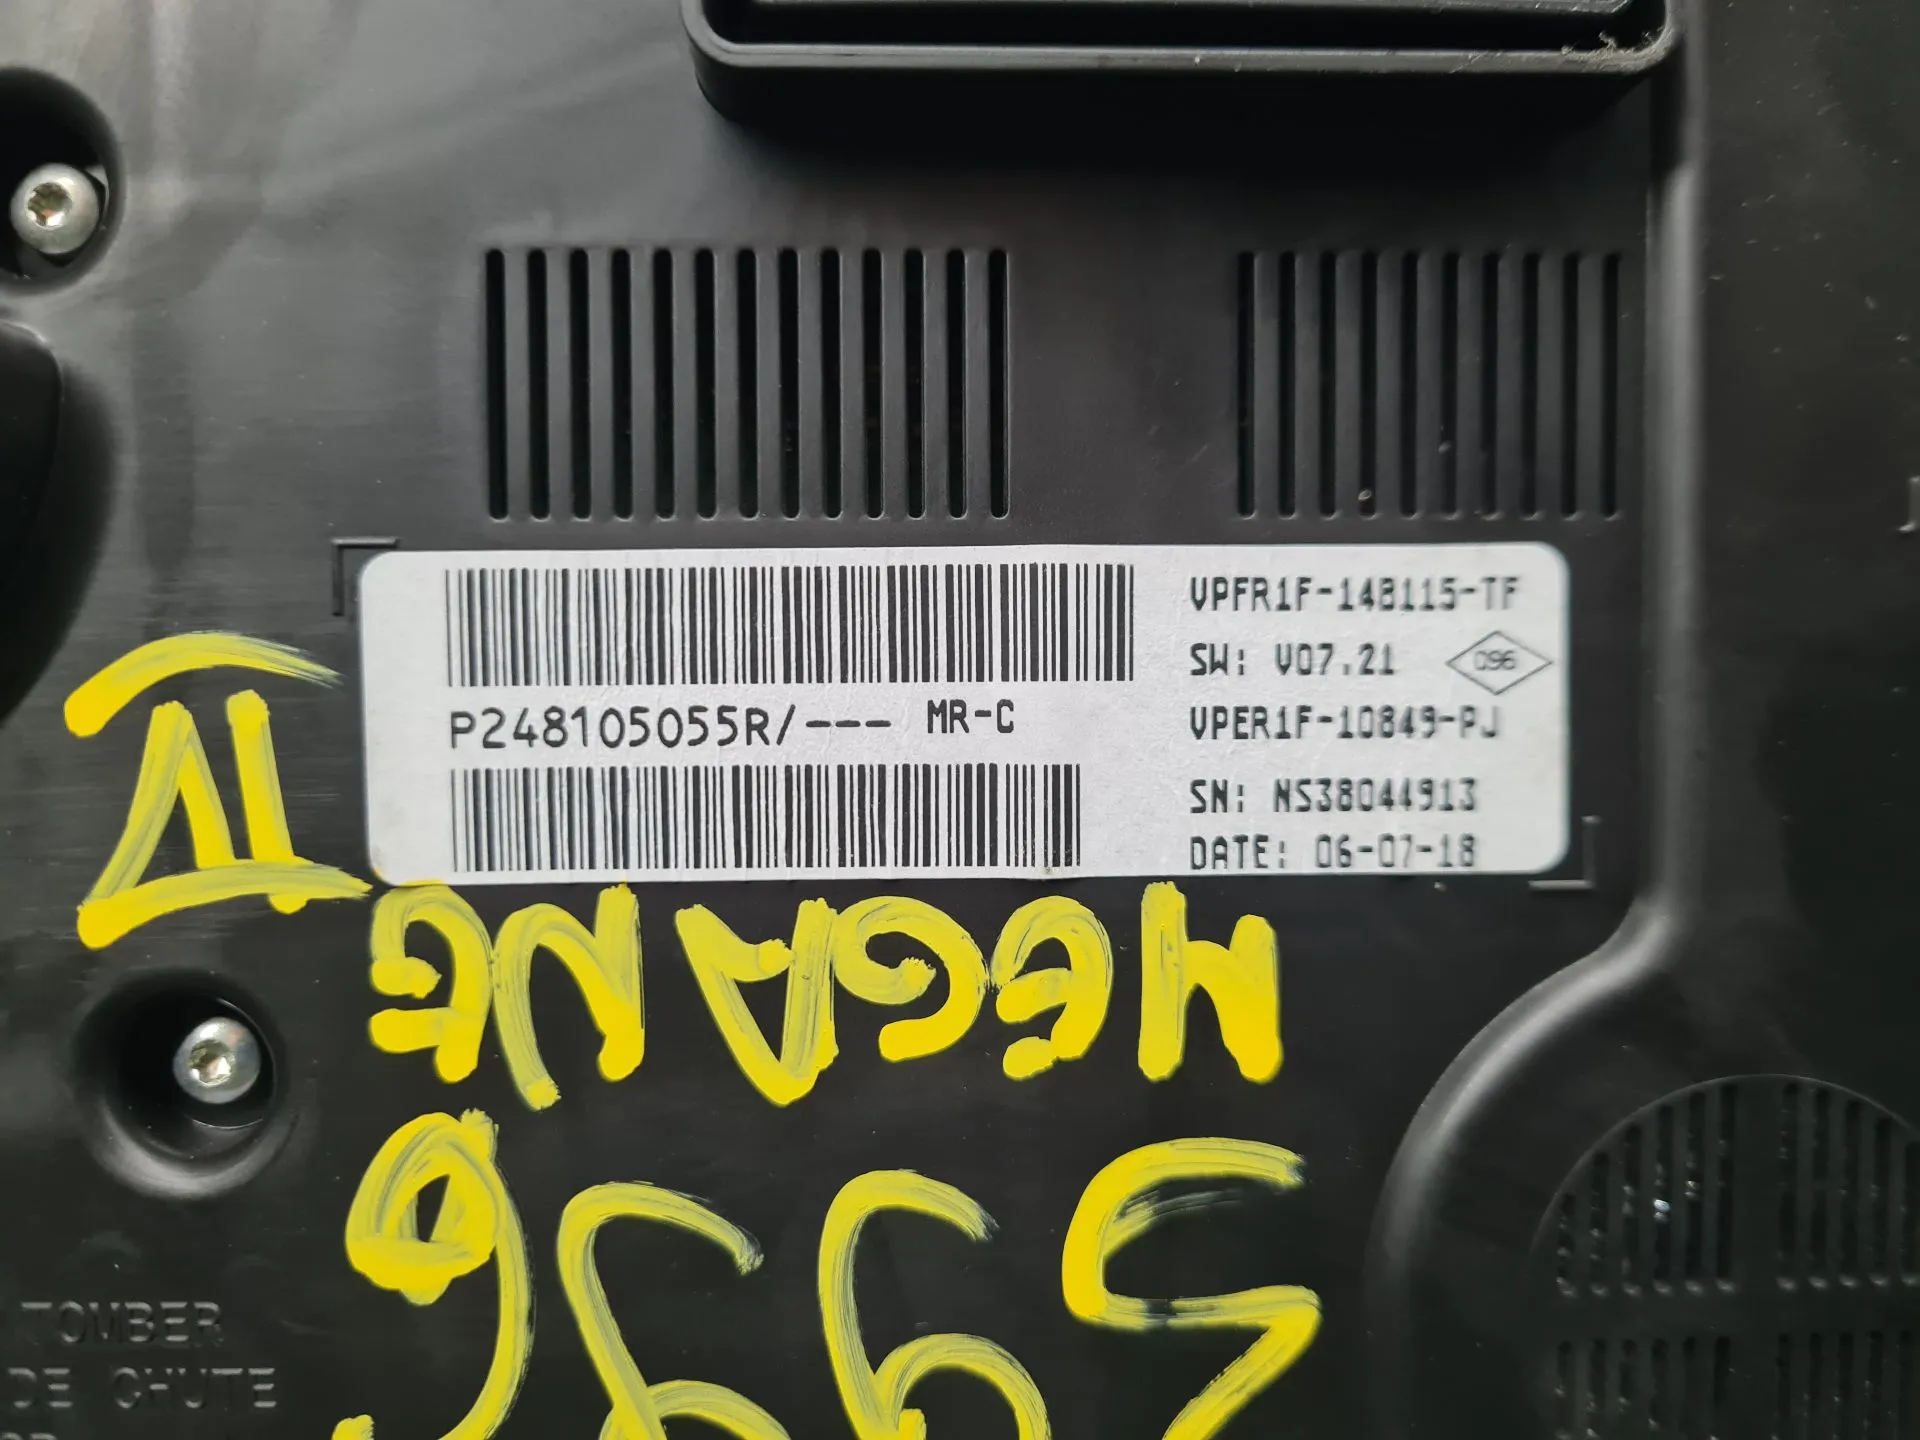 VPFR1F-14B115-TF
SW: V07.21
096
P248105055R/--- MR-C
VPER1F-10849-PJ
SN: NS38044913
DATE: 06-07-18
MEGANE
IV
TOMBER
DE CHUTE